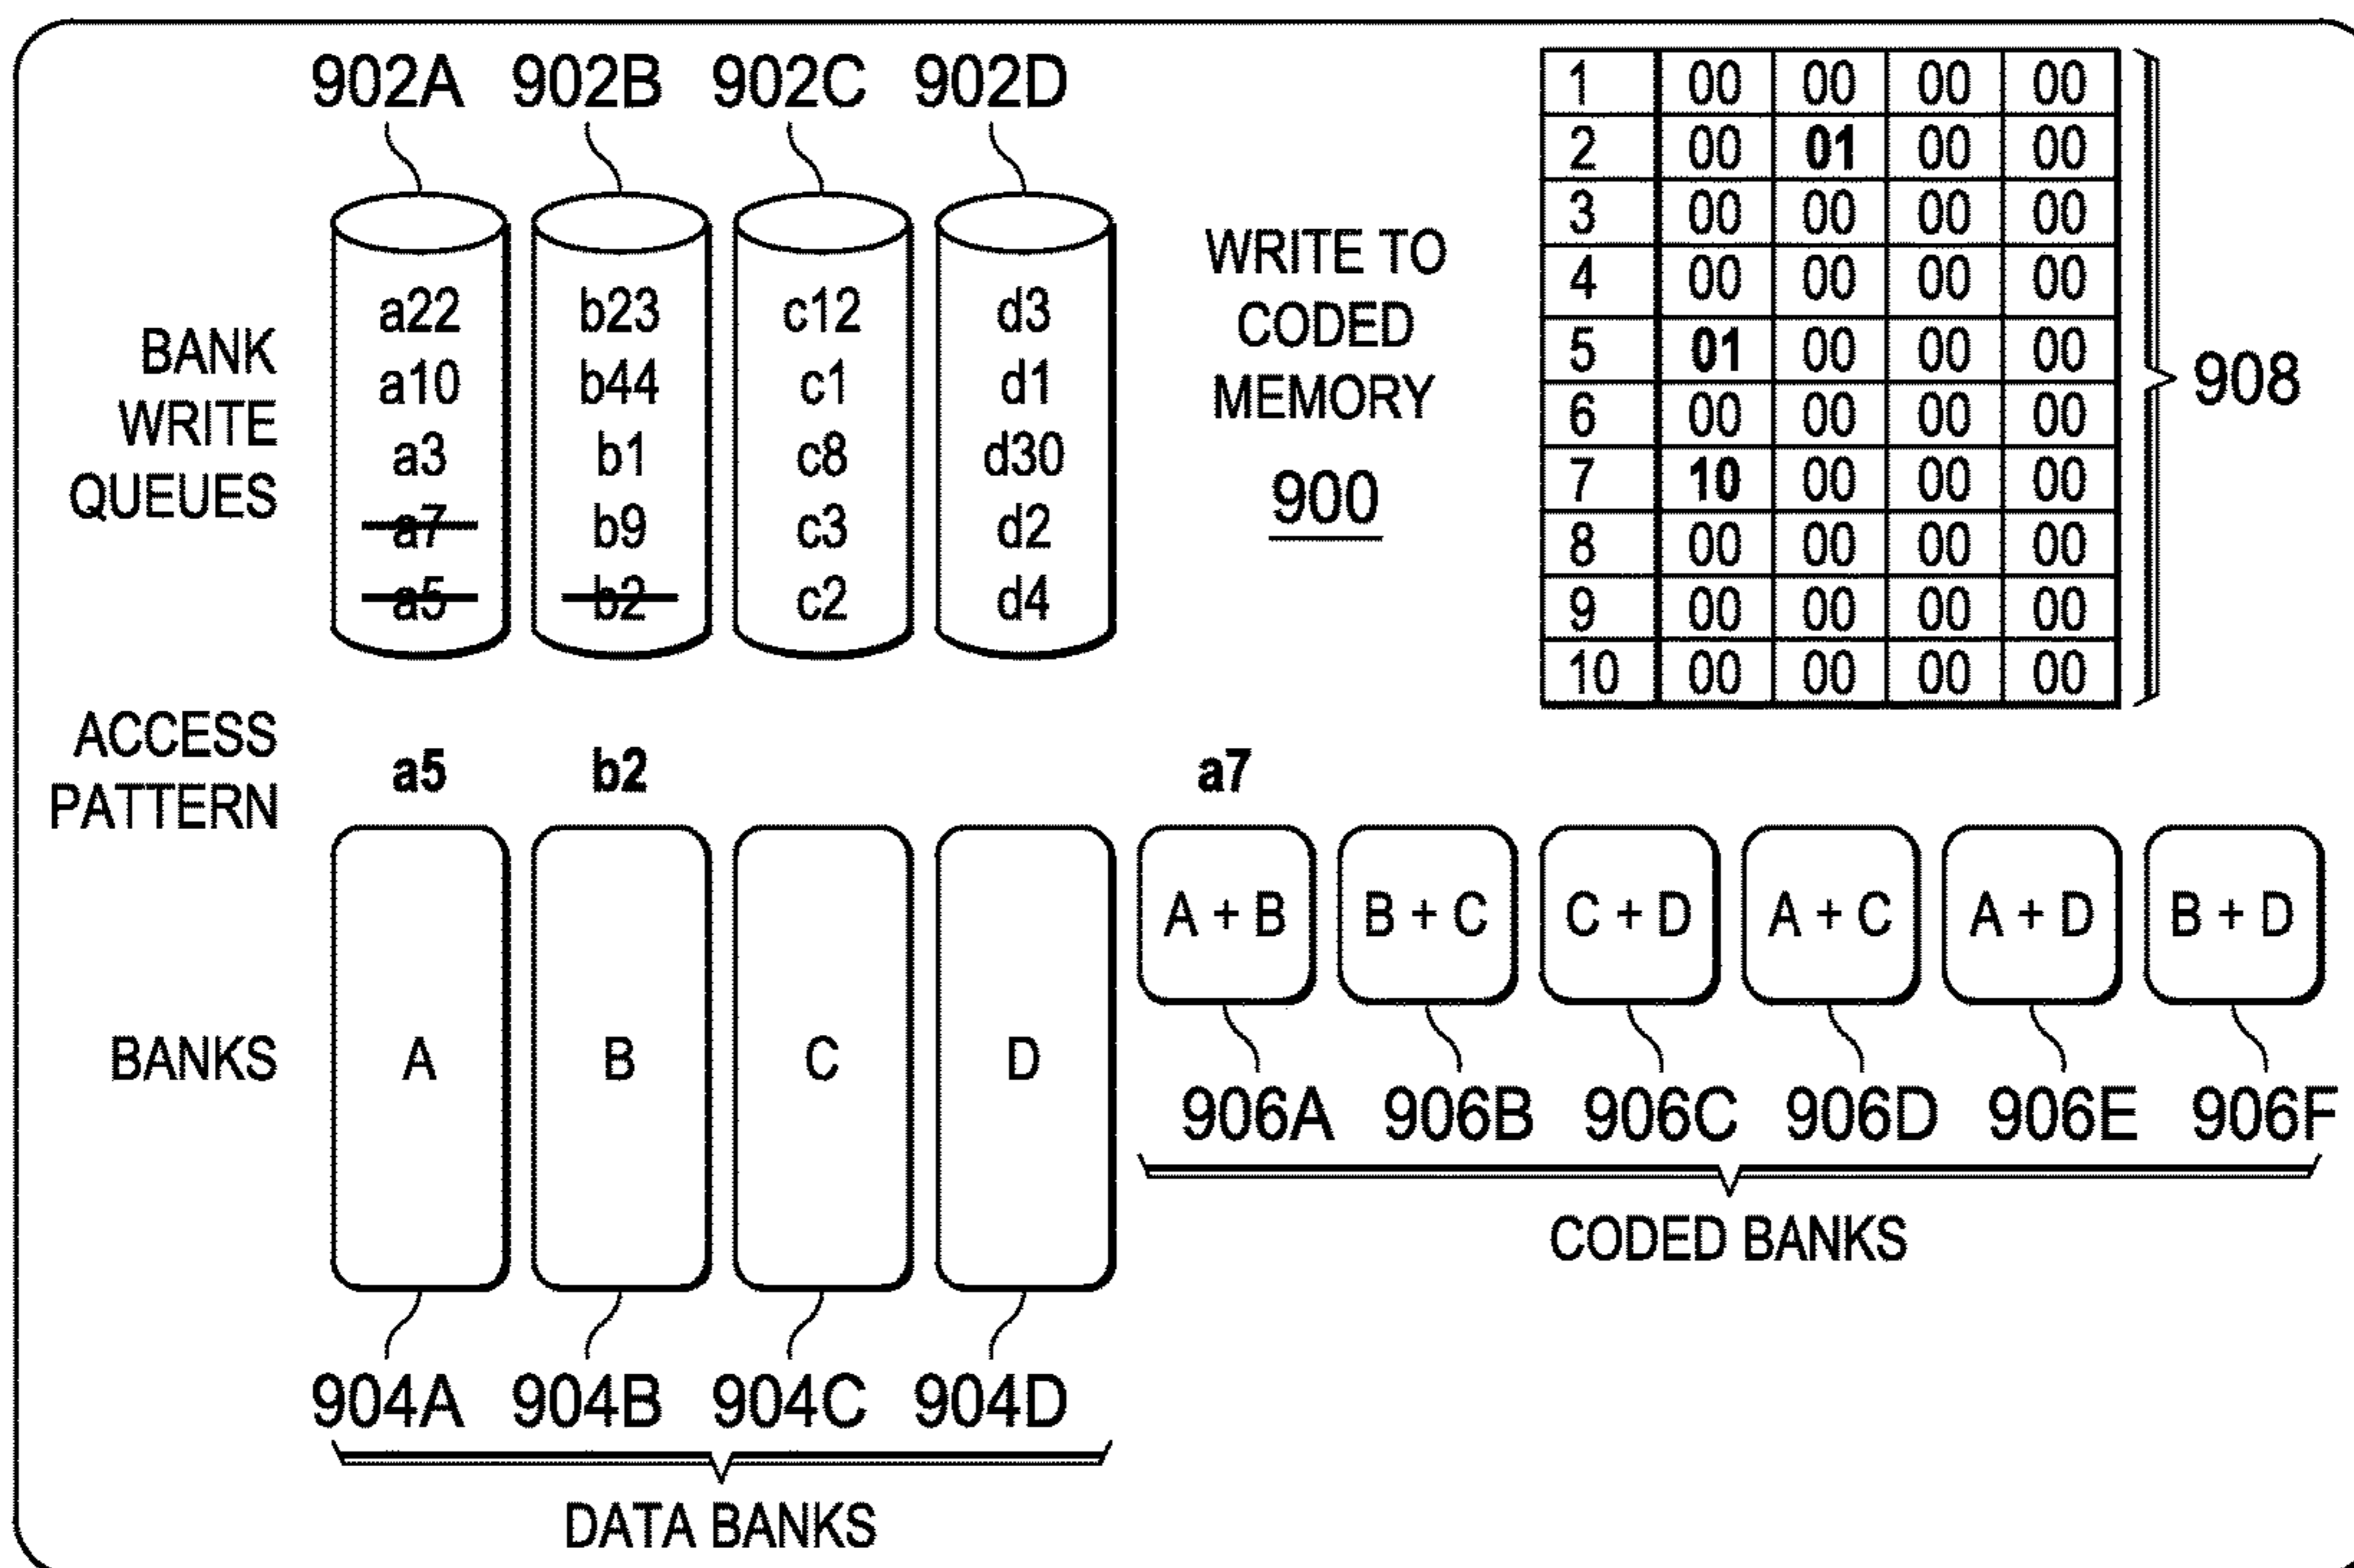 902A 902B 902C 902D
BANK
WRITE
QUEUES
a22 b23 c12 d3
a10 b44 c1 d1
a3 b1 c8 d30
a7 b9 c3 d2
a5 b2 c2 d4
WRITE TO
CODED
MEMORY
900
1 00 00 00 00
2 00 01 00 00
3 00 00 00 00
4 00 00 00 00
5 01 00 00 00
6 00 00 00 00
7 10 00 00 00
8 00 00 00 00
9 00 00 00 00
10 00 00 00 00
908
ACCESS
PATTERN
a5 b2 a7
BANKS
A B C D
A + B B + C C + D A + C A + D B + D
906A 906B 906C 906D 906E 906F
CODED BANKS
904A 904B 904C 904D
DATA BANKS